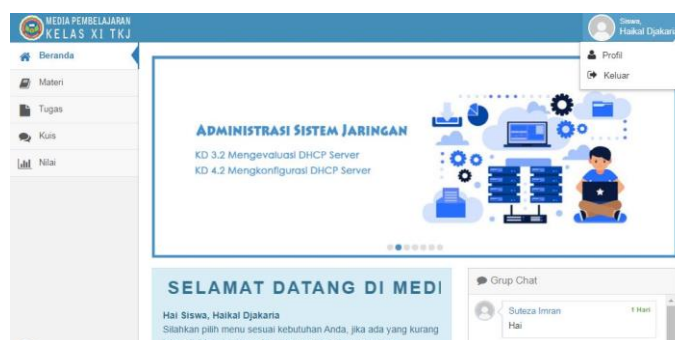 MEDIA PEMBELAJARAN
KELAS XI TKJ
Siswa,
Haikal Djakaria
Beranda
Materi
Tugas
Kuis
Nilai
Profil
Keluar
ADMINISTRASI SISTEM JARINGAN
KD 3.2 Mengevaluasi DHCP Server
KD 4.2 Mengkonfigurasi DHCP Server
SELAMAT DATANG DI MEDI
Hai Siswa, Haikal Djakaria
Silahkan pilih menu sesuai kebutuhan Anda, jika ada yang kurang
Grup Chat
Suteza Imran
1 Hari
Hai